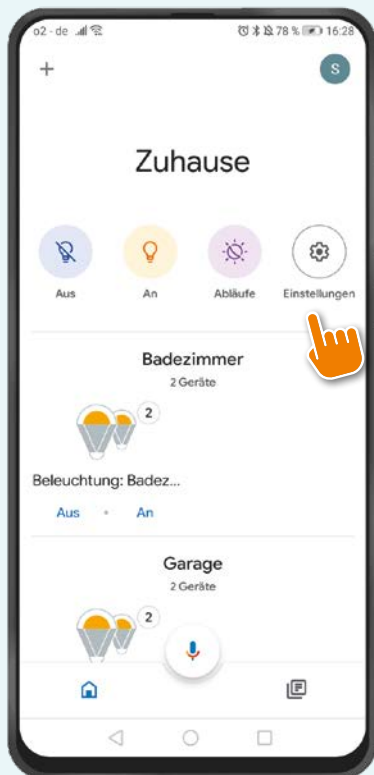 o2-de 78 % 16:28
+ S
Zuhause
Aus An Abläufe Einstellungen
Badezimmer
2 Geräte
2
Beleuchtung: Badez...
Aus • An
Garage
2 Geräte
2